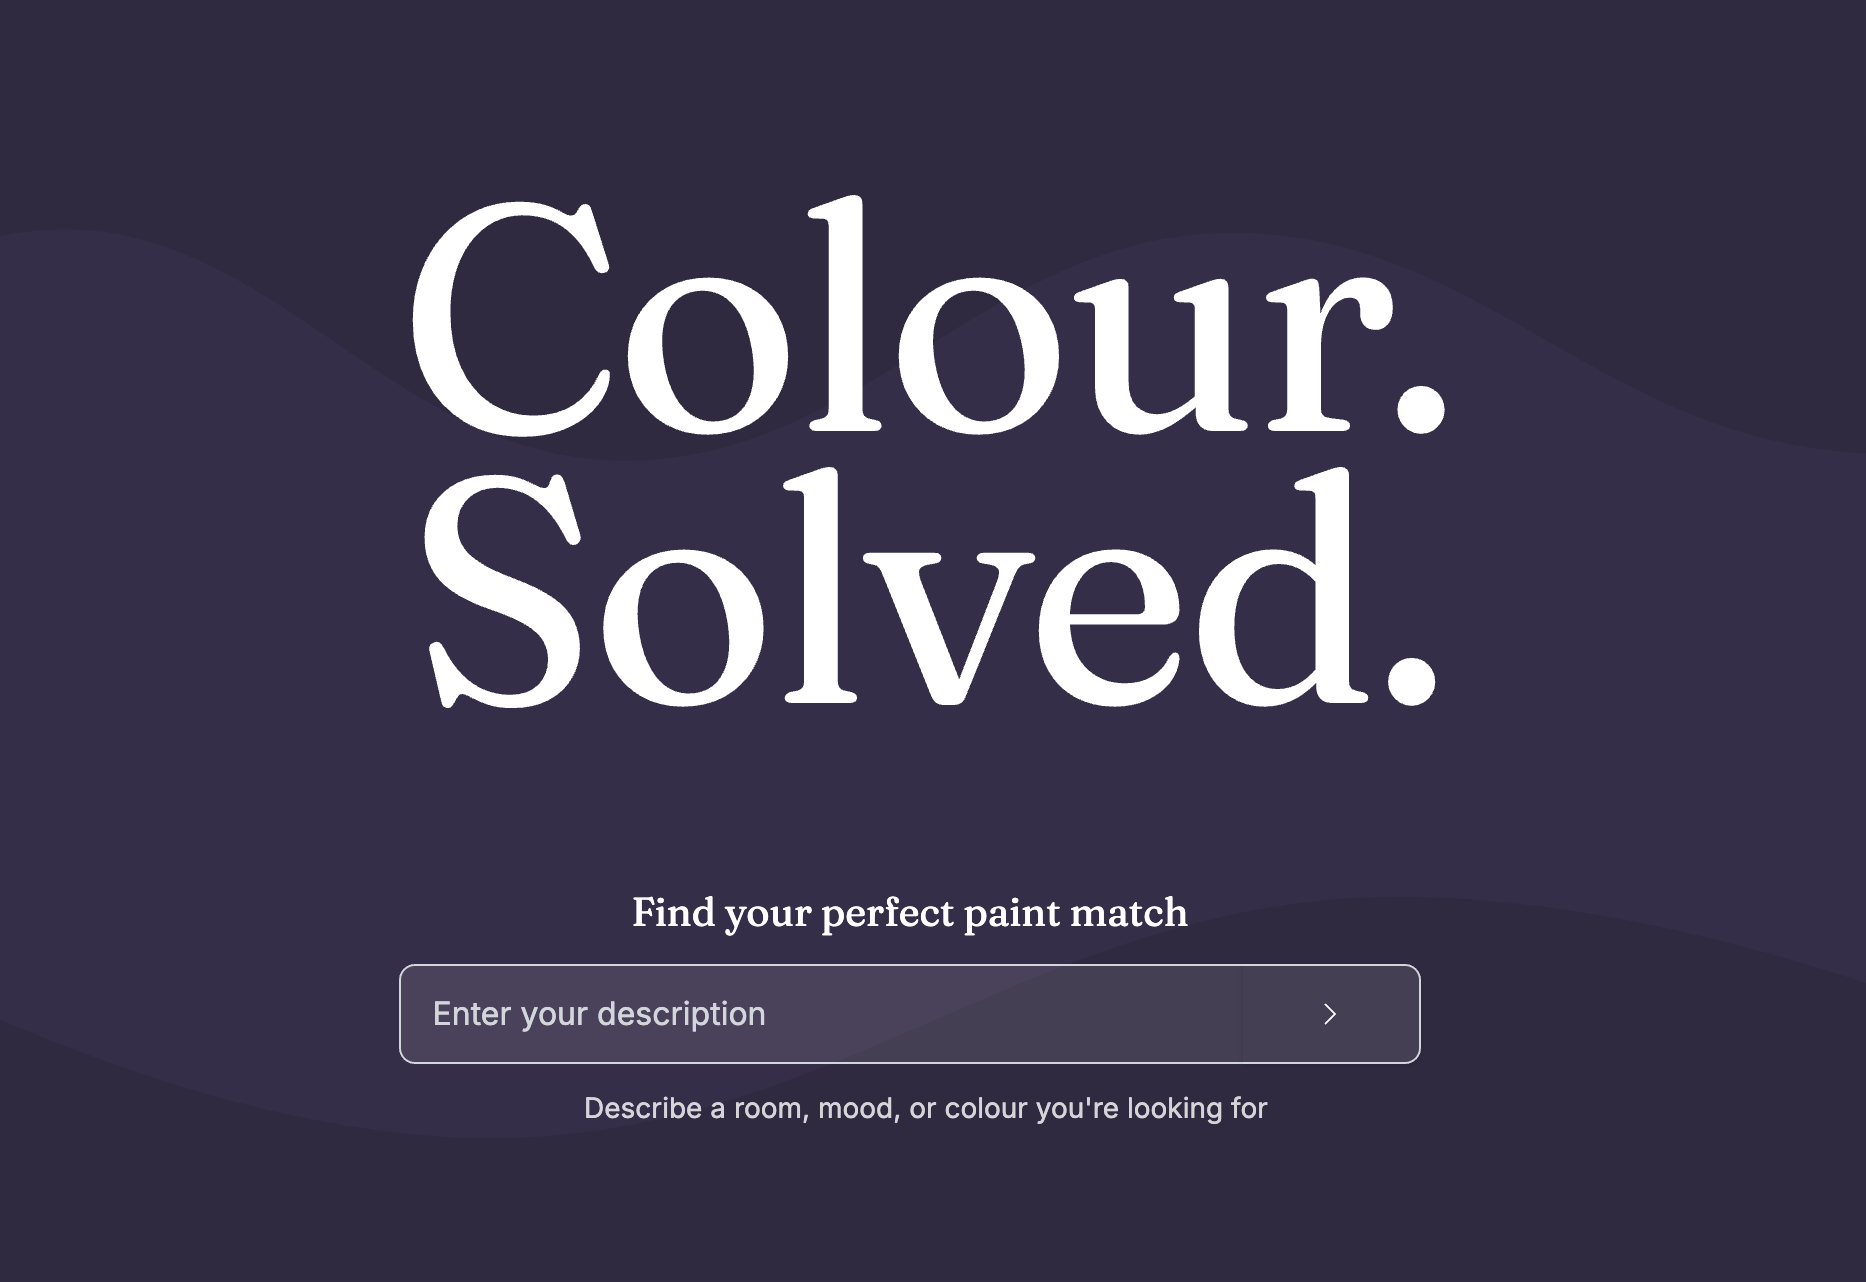 Colour.
Solved.
Find your perfect paint match
Enter your description
Describe a room, mood, or colour you're looking for